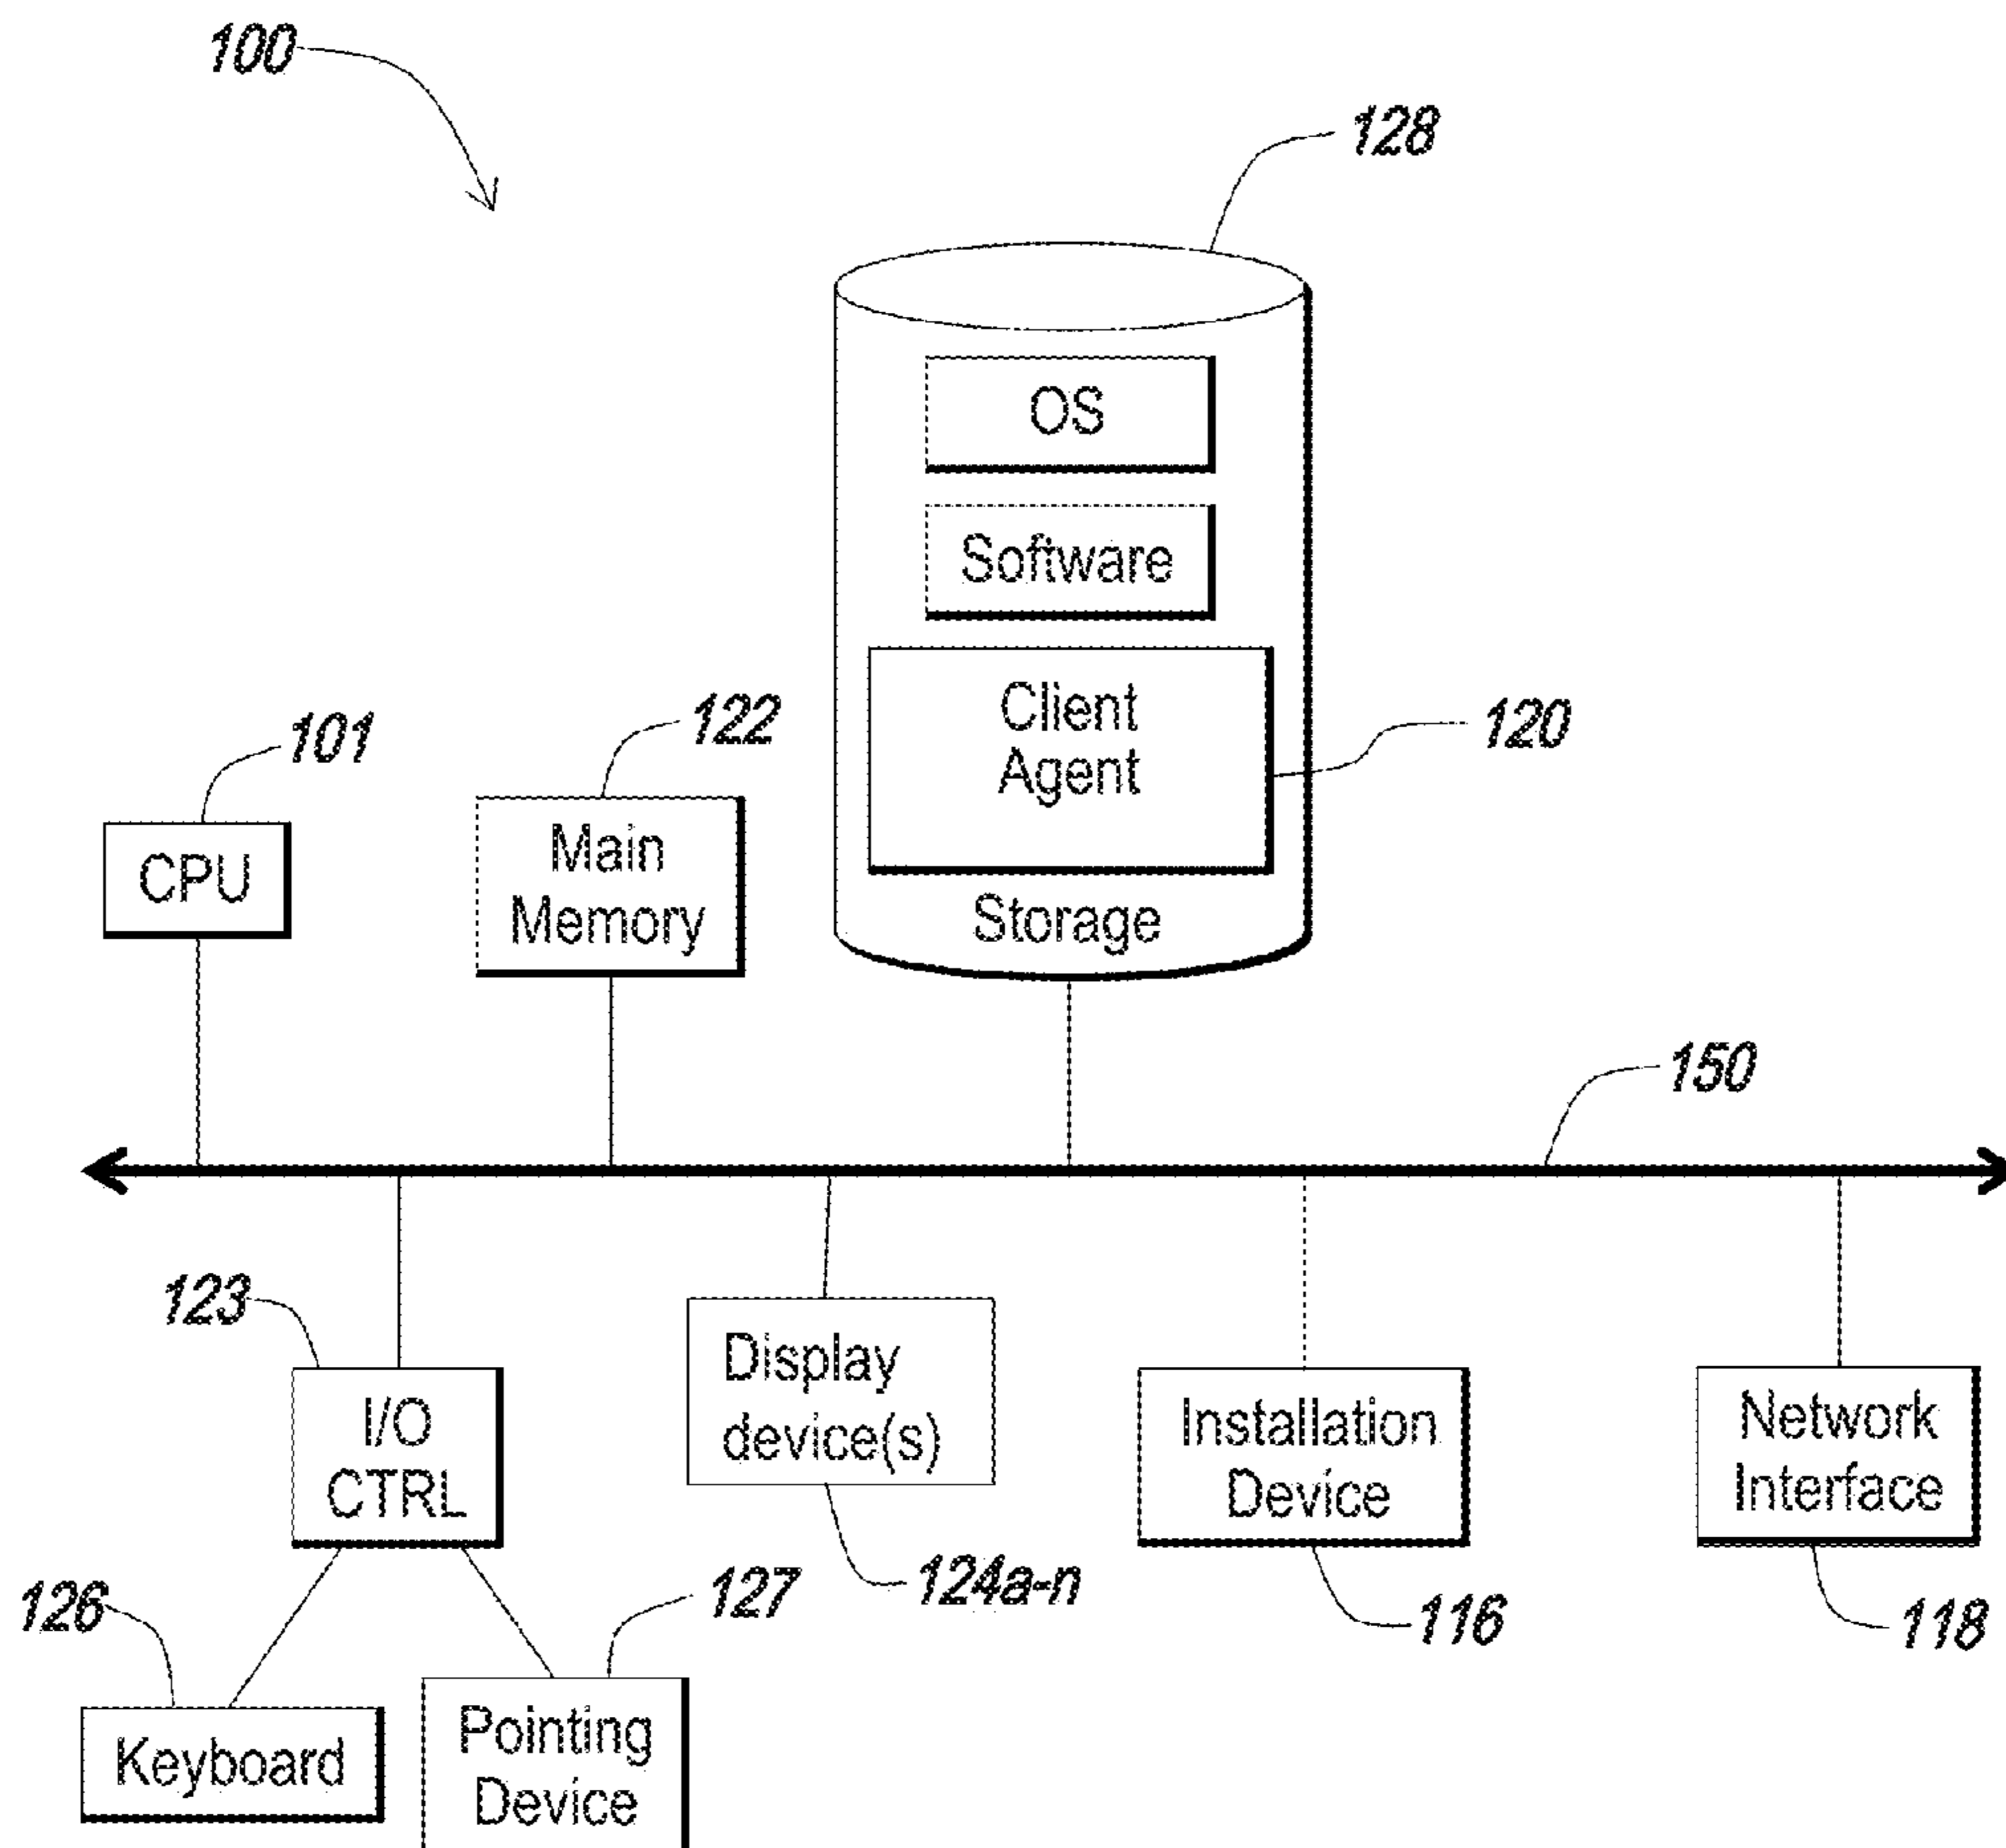 100
128
OS
Software
Client
Agent
120
Storage
101
CPU
122
Main
Memory
150
123
I/O
CTRL
Display
device(s)
124a-n
Installation
Device
116
Network
Interface
118
126
Keyboard
127
Pointing
Device